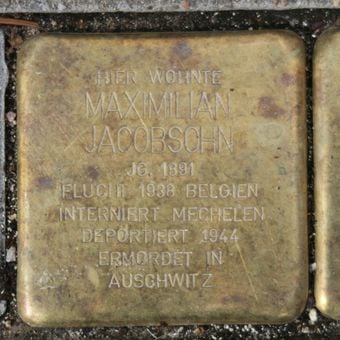 HIER WOHNTE
MAXIMILIAN
JACOBSOHN
JG. 1891
FLUCHT 1938 BELGIEN
INTERNIERT MECHELEN
DEPORTIERT 1944
ERMORDET IN
AUSCHWITZ